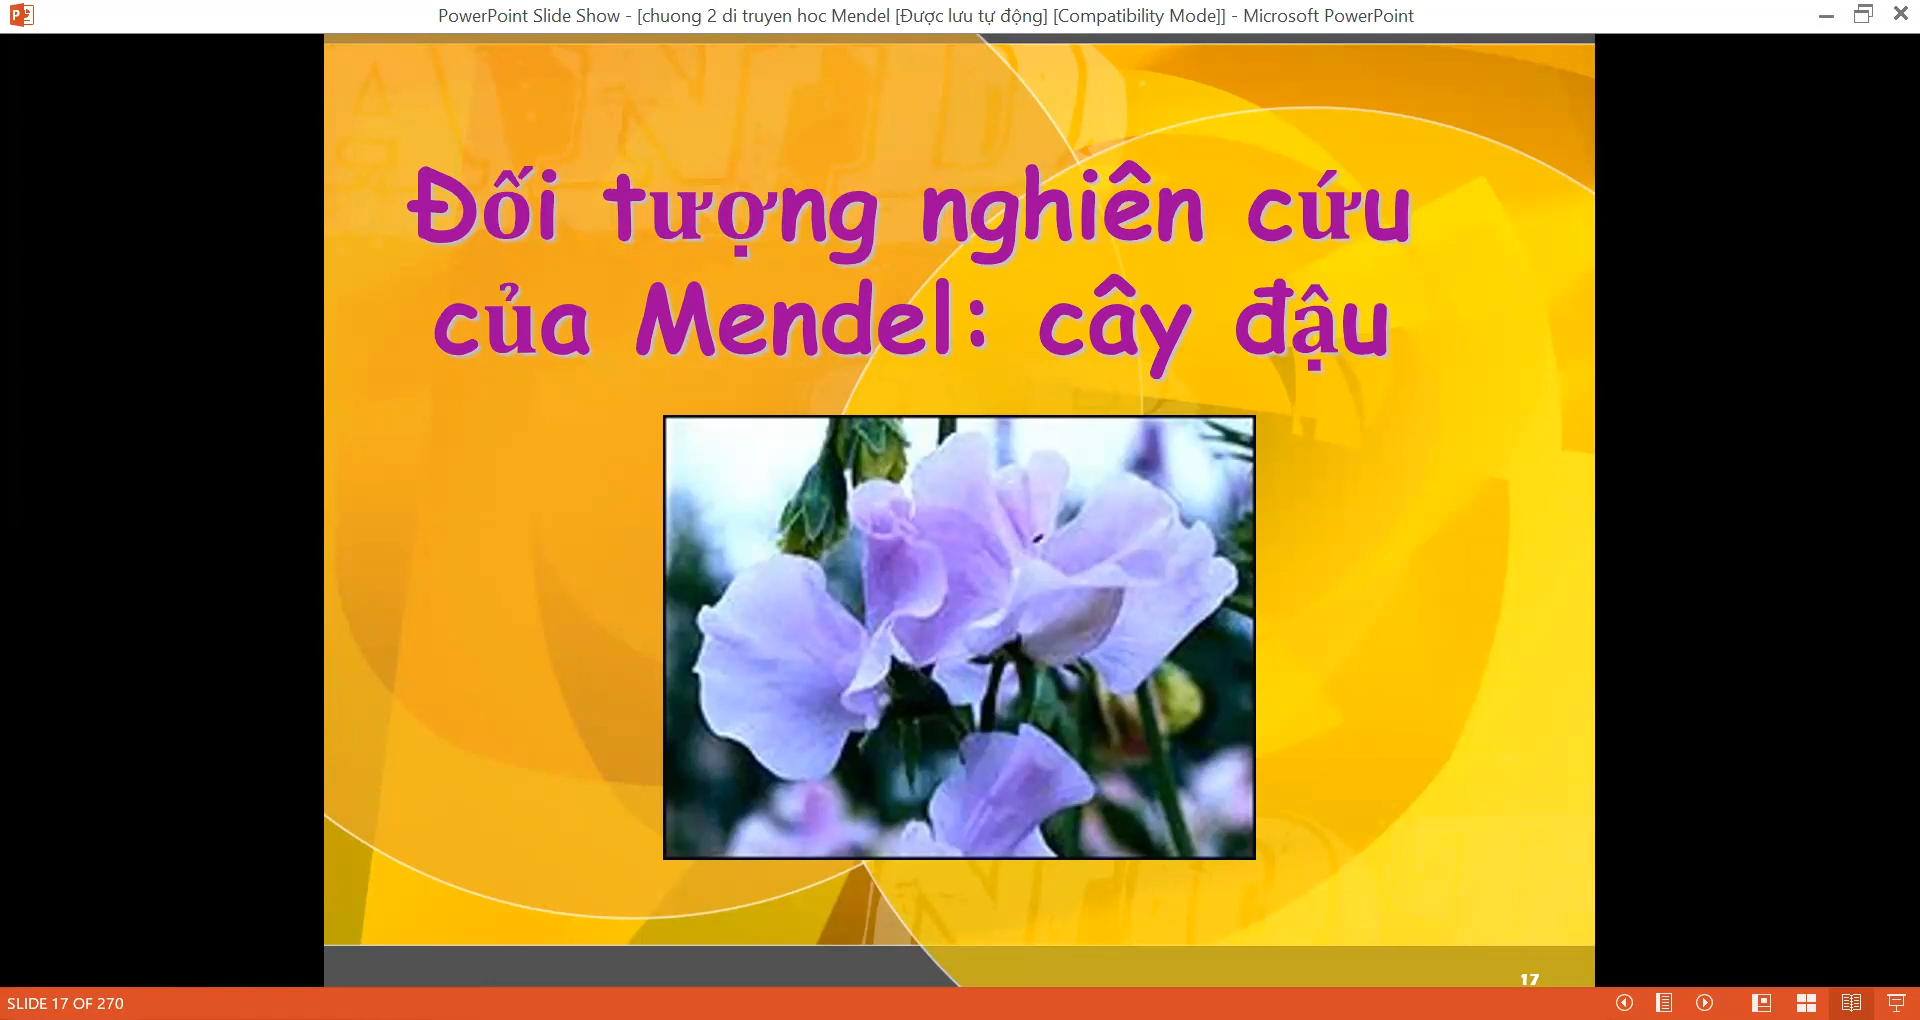 PowerPoint Slide Show - [chuong 2 di truyen hoc Mendel [Được lưu tự động] [Compatibility Mode]] - Microsoft PowerPoint
Đối tượng nghiên cứu
của Mendel: cây đậu
17
SLIDE 17 OF 270